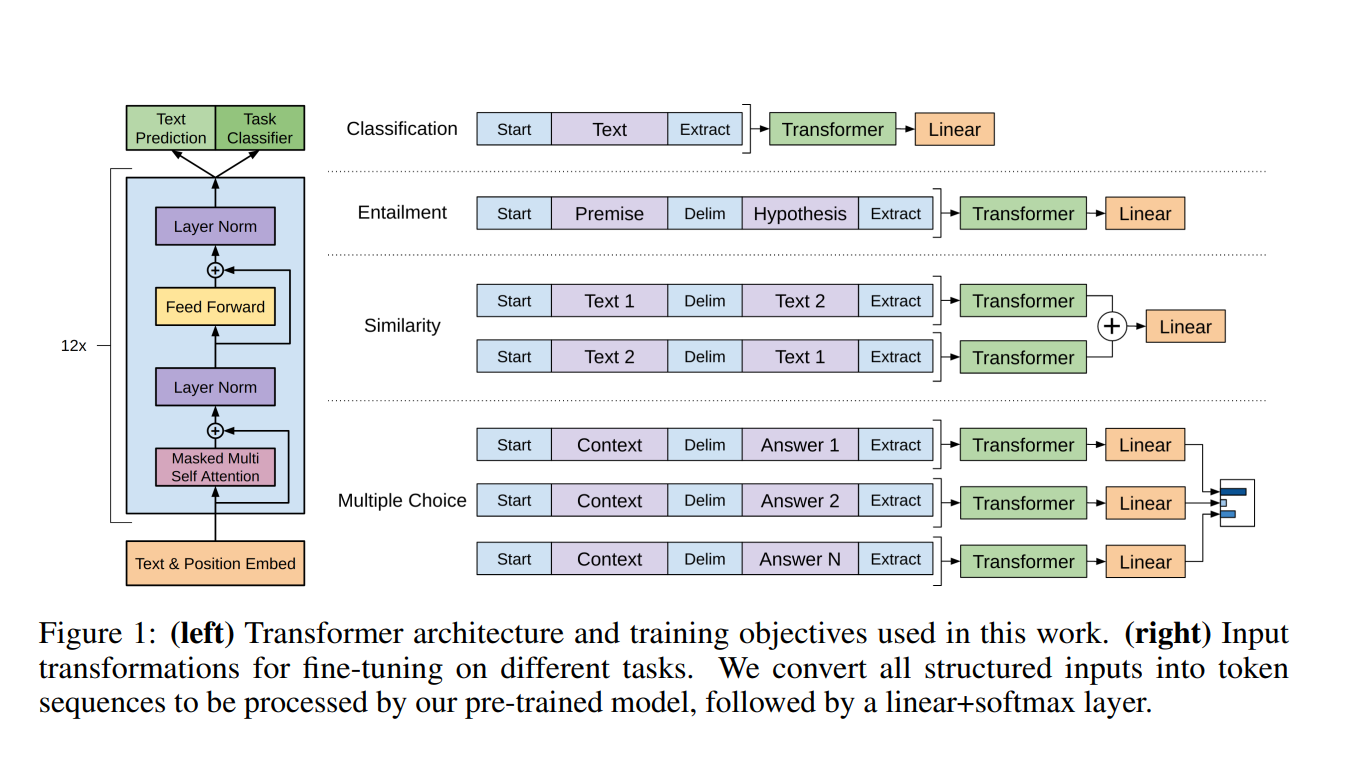 Text
Prediction
Task
Classifier
Layer Norm
Feed Forward
12x
Layer Norm
Masked Multi
Self Attention
Text & Position Embed
Classification
Start Text Extract Transformer Linear
Entailment
Start Premise Delim Hypothesis Extract Transformer Linear
Similarity
Start Text 1 Delim Text 2 Extract Transformer
+ Linear
Start Text 2 Delim Text 1 Extract Transformer
Multiple Choice
Start Context Delim Answer 1 Extract Transformer Linear
Start Context Delim Answer 2 Extract Transformer Linear
Start Context Delim Answer N Extract Transformer Linear
Figure 1: (left) Transformer architecture and training objectives used in this work. (right) Input
transformations for fine-tuning on different tasks. We convert all structured inputs into token
sequences to be processed by our pre-trained model, followed by a linear+softmax layer.